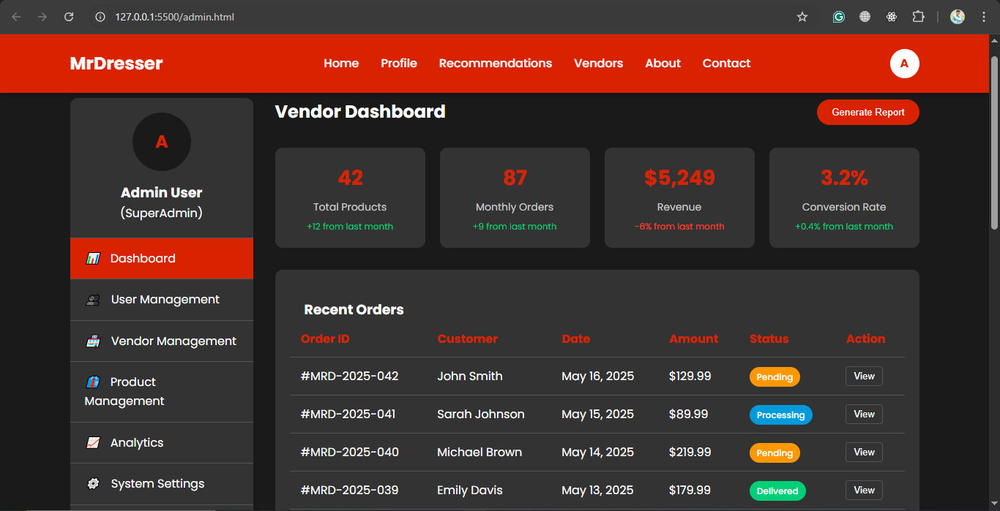 127.0.0.1:5500/admin.html
MrDresser
Home Profile Recommendations Vendors About Contact
A
A
Admin User
(SuperAdmin)
Dashboard
User Management
Vendor Management
Product
Management
Analytics
System Settings
Vendor Dashboard
Generate Report
42
Total Products
+12 from last month
87
Monthly Orders
+9 from last month
$5,249
Revenue
-6% from last month
3.2%
Conversion Rate
+0.4% from last month
Recent Orders
Order ID Customer Date Amount Status Action
#MRD-2025-042 John Smith May 16, 2025 $129.99 Pending View
#MRD-2025-041 Sarah Johnson May 15, 2025 $89.99 Processing View
#MRD-2025-040 Michael Brown May 14, 2025 $219.99 Pending View
#MRD-2025-039 Emily Davis May 13, 2025 $179.99 Delivered View